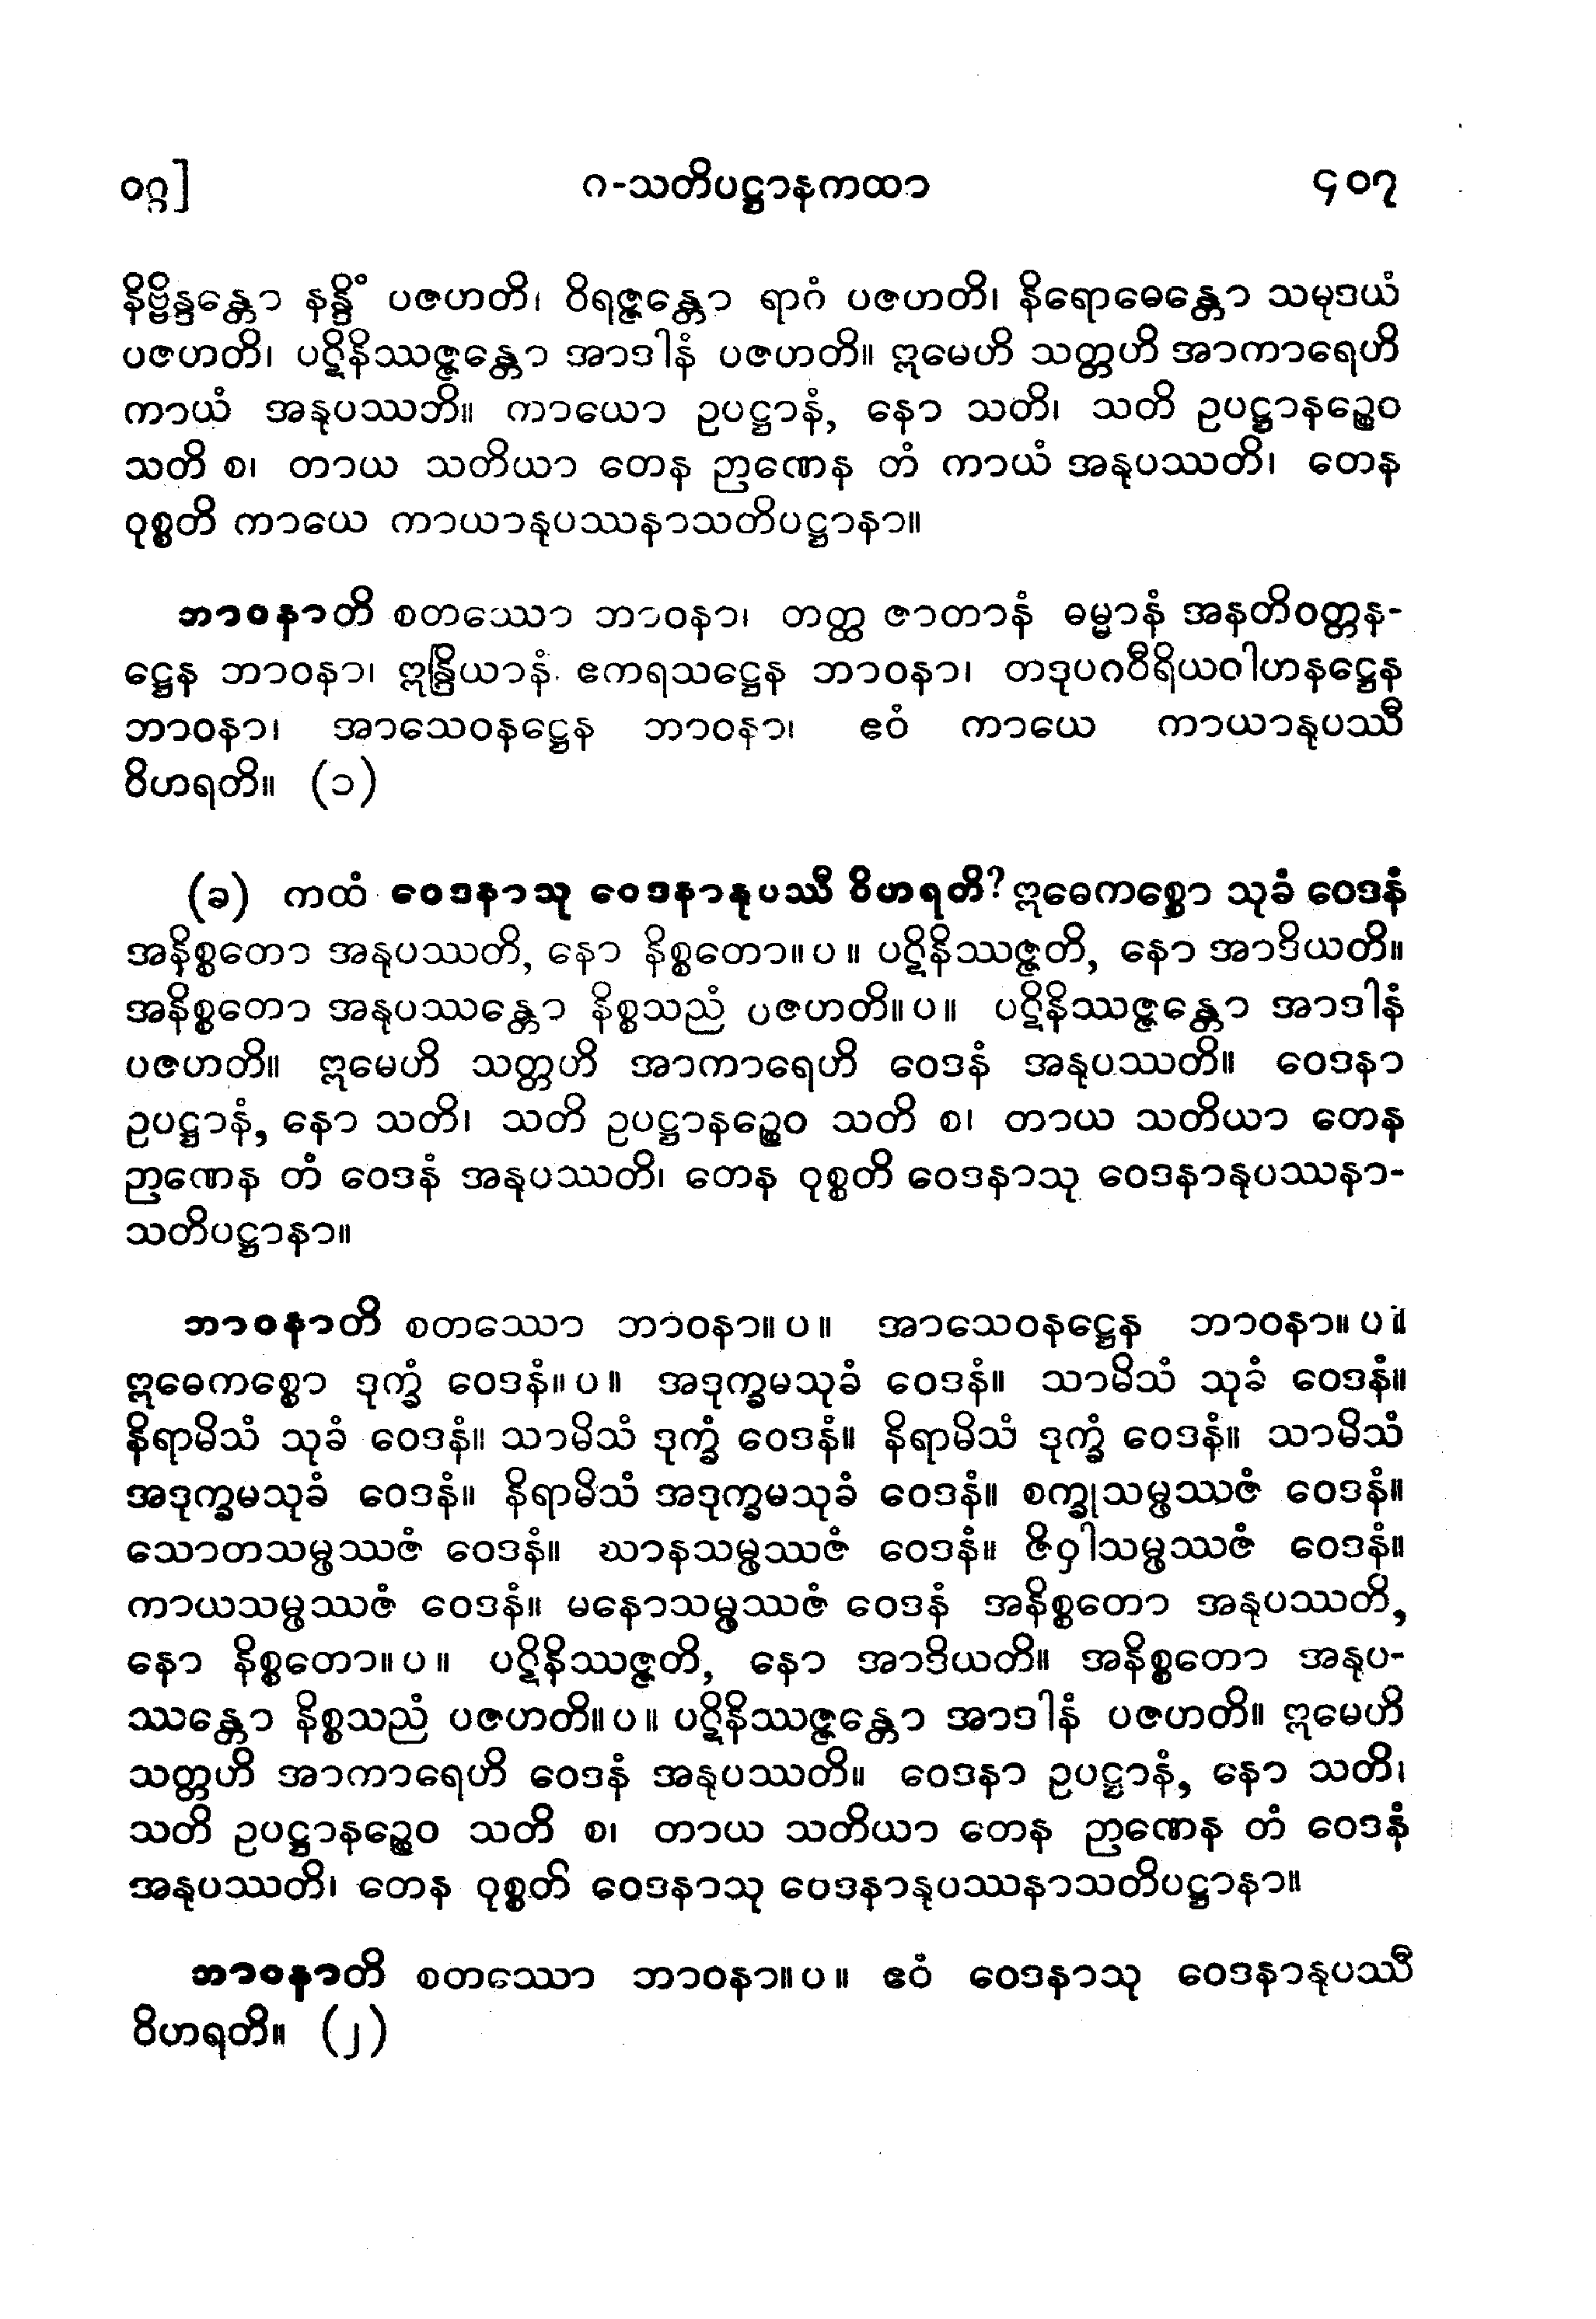 ၀ဂ္ဂ]
ဂ-သတိပဋ္ဌာနကထာ
၄၀၇
နိဗ္ဗိန္ဒန္တော နန္ဒိံ ပဇဟတိ၊ ဝိရဇ္ဇန္တော ရာဂံ ပဇဟတိ၊ နိရောဓေန္တော သမုဒယံ
ပဇဟတိ၊ ပဋိနိဿဇ္ဇန္တော အာဒါနံ ပဇဟတိ။ ဣမေဟိ သတ္တဟိ အာကာရေဟိ
ကာယံ အနုပဿတိ။ ကာယော ဥပဋ္ဌာနံ, နော သတိ၊ သတိ ဥပဋ္ဌာနဉ္စေဝ
သတိ စ၊ တာယ သတိယာ တေန ဉာဏေန တံ ကာယံ အနုပဿတိ၊ တေန
ဝုစ္စတိ ကာယေ ကာယာနုပဿနာသတိပဋ္ဌာနာ။
ဘာဝနာတိ စတဿော ဘာဝနာ၊ တတ္ထ ဇာတာနံ ဓမ္မာနံ အနတိဝတ္တန-
ဋ္ဌေန ဘာဝနာ၊ ဣန္ဒြိယာနံ ဧကရသဋ္ဌေန ဘာဝနာ၊ တဒုပဂဝီရိယဝါဟနဋ္ဌေန
ဘာဝနာ၊ အာသေဝနဋ္ဌေန ဘာဝနာ၊ ဧဝံ ကာယေ ကာယာနုပဿီ
ဝိဟရတိ။ (၁)
(ခ) ကထံ ဝေဒနာသု ဝေဒနာနုပဿီ ဝိဟရတိ? ဣဓေကစ္စော သုခံ ဝေဒနံ
အနိစ္စတော အနုပဿတိ, နော နိစ္စတော။ပ။ ပဋိနိဿဇ္ဇတိ, နော အာဒိယတိ။
အနိစ္စတော အနုပဿန္တော နိစ္စသညံ ပဇဟတိ။ပ။ ပဋိနိဿဇ္ဇန္တော အာဒါနံ
ပဇဟတိ။ ဣမေဟိ သတ္တဟိ အာကာရေဟိ ဝေဒနံ အနုပဿတိ။ ဝေဒနာ
ဥပဋ္ဌာနံ, နော သတိ၊ သတိ ဥပဋ္ဌာနဉ္စေဝ သတိ စ၊ တာယ သတိယာ တေန
ဉာဏေန တံ ဝေဒနံ အနုပဿတိ၊ တေန ဝုစ္စတိ ဝေဒနာသု ဝေဒနာနုပဿနာ-
သတိပဋ္ဌာနာ။
ဘာဝနာတိ စတဿော ဘာဝနာ။ပ။ အာသေဝနဋ္ဌေန ဘာဝနာ။ပ။
ဣဓေကစ္စော ဒုက္ခံ ဝေဒနံ။ပ။ အဒုက္ခမသုခံ ဝေဒနံ။ သာမိသံ သုခံ ဝေဒနံ။
နိရာမိသံ သုခံ ဝေဒနံ။ သာမိသံ ဒုက္ခံ ဝေဒနံ။ နိရာမိသံ ဒုက္ခံ ဝေဒနံ။ သာမိသံ
အဒုက္ခမသုခံ ဝေဒနံ။ နိရာမိသံ အဒုက္ခမသုခံ ဝေဒနံ။ စက္ခုသမ္ဖဿဇံ ဝေဒနံ။
သောတသမ္ဖဿဇံ ဝေဒနံ။ ဃာနသမ္ဖဿဇံ ဝေဒနံ။ ဇိဝှါသမ္ဖဿဇံ ဝေဒနံ။
ကာယသမ္ဖဿဇံ ဝေဒနံ။ မနောသမ္ဖဿဇံ ဝေဒနံ အနိစ္စတော အနုပဿတိ,
နော နိစ္စတော။ပ။ ပဋိနိဿဇ္ဇတိ, နော အာဒိယတိ။ အနိစ္စတော အနုပ-
ဿန္တော နိစ္စသညံ ပဇဟတိ။ပ။ ပဋိနိဿဇ္ဇန္တော အာဒါနံ ပဇဟတိ။ ဣမေဟိ
သတ္တဟိ အာကာရေဟိ ဝေဒနံ အနုပဿတိ။ ဝေဒနာ ဥပဋ္ဌာနံ, နော သတိ၊
သတိ ဥပဋ္ဌာနဉ္စေဝ သတိ စ၊ တာယ သတိယာ တေန ဉာဏေန တံ ဝေဒနံ
အနုပဿတိ၊ တေန ဝုစ္စတိ ဝေဒနာသု ဝေဒနာနုပဿနာသတိပဋ္ဌာနာ။
ဘာဝနာတိ စတဿော ဘာဝနာ။ပ။ ဧဝံ ဝေဒနာသု ဝေဒနာနုပဿီ
ဝိဟရတိ။ (၂)